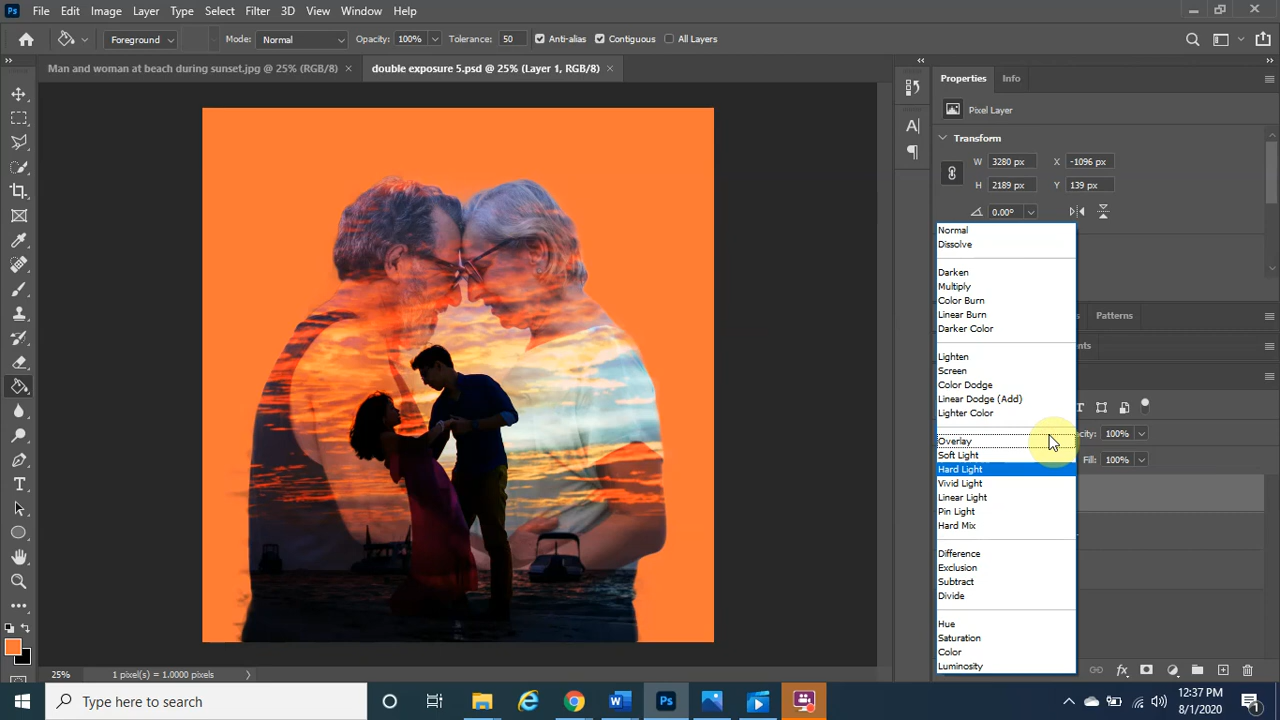 Ps File Edit Image Layer Type Select Filter 3D View Window Help
Foreground Mode: Normal Opacity: 100% Tolerance: 50 Anti-alias Contiguous All Layers
Man and woman at beach during sunset.jpg @ 25% (RGB/8) × double exposure 5.psd @ 25% (Layer 1, RGB/8) ×
Properties Info
Pixel Layer
Transform
W 3280 px X -1096 px
H 2189 px Y 139 px
0.00°
Normal
Dissolve
Darken
Multiply
Color Burn
Linear Burn
Darker Color
Lighten
Screen
Color Dodge
Linear Dodge (Add)
Lighter Color
Overlay
Soft Light
Hard Light
Vivid Light
Linear Light
Pin Light
Hard Mix
Difference
Exclusion
Subtract
Divide
Hue
Saturation
Color
Luminosity
Patterns
100%
Fill: 100%
25% 1 pixel(s) = 1.0000 pixels
Type here to search
12:37 PM
8/1/2020